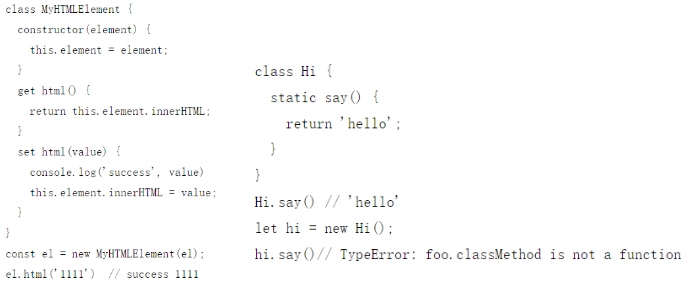 class MyHTMLElement {
constructor(element) {
this.element = element;
}
get html() {
return this.element.innerHTML;
}
set html(value) {
console.log('success', value)
this.element.innerHTML = value;
}
}
const el = new MyHTMLElement(el);
el.html('1111') // success 1111
class Hi {
static say() {
return 'hello';
}
}
Hi.say() // 'hello'
let hi = new Hi();
hi.say()// TypeError: foo.classMethod is not a function